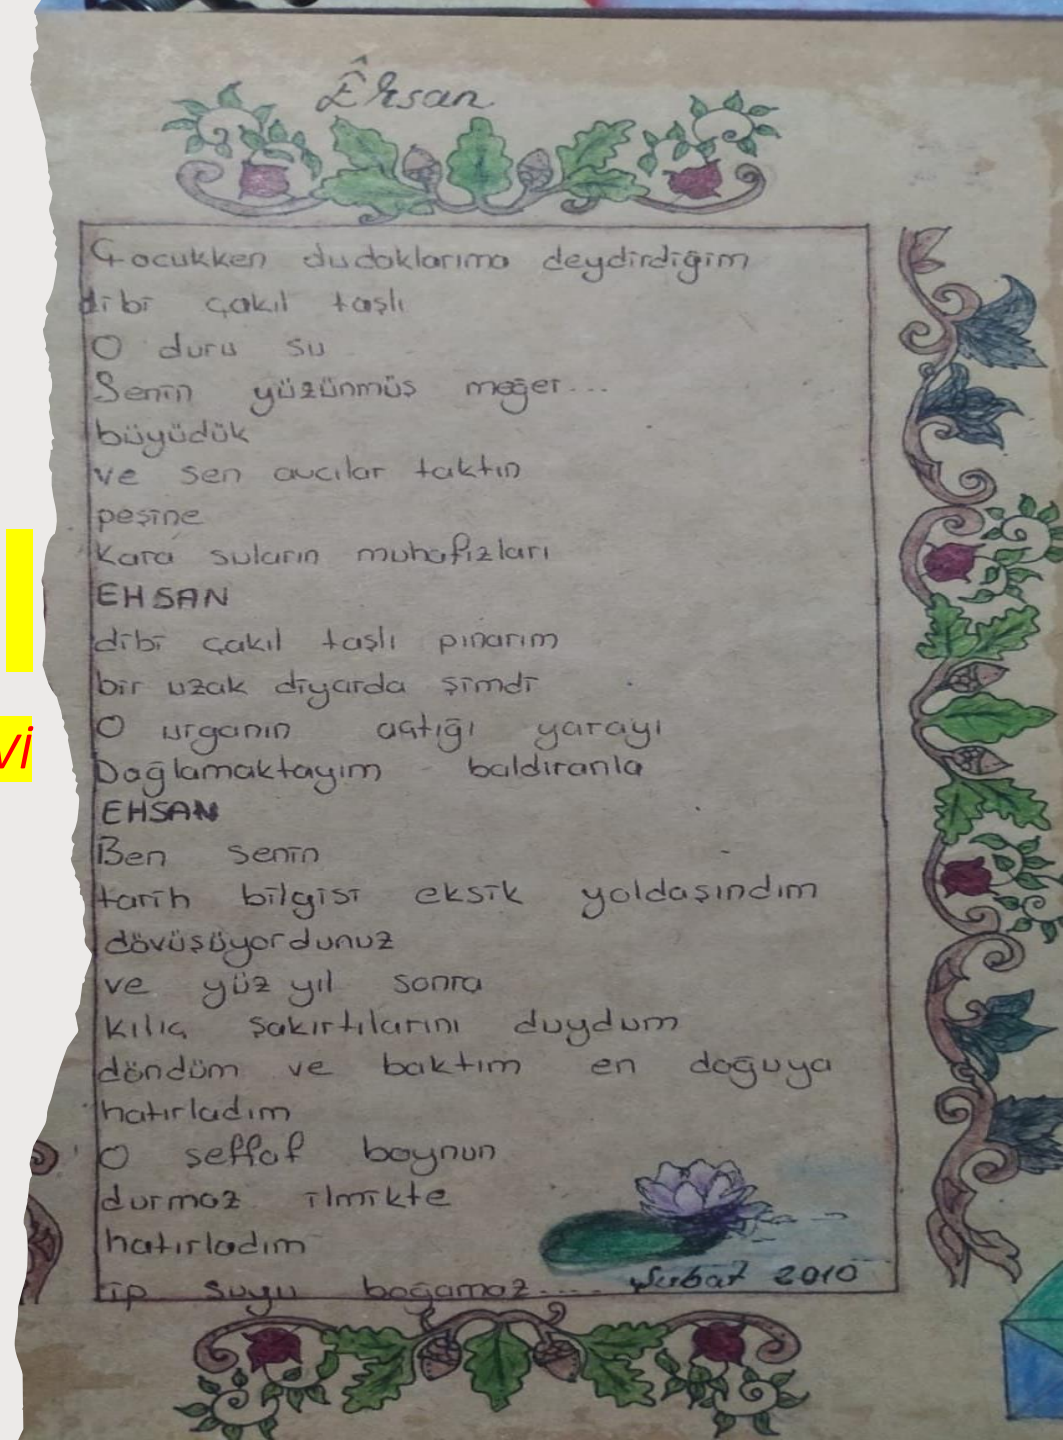 Êhsan
Çocukken dudaklarıma deydirdiğim
dibi çakıl taşlı
O duru su
Senin yüzünmüş meğer...
büyüdük
ve sen avcılar taktın
peşine
kara suların muhafızları
EHSAN
dibi çakıl taşlı pınarım
bir uzak diyarda şimdi
O urganın açtığı yarayı
Dağlamaktayım baldıranla
EHSAN
Ben senin
tarih bilgisi eksik yoldaşındım
dövüşüyordunuz
ve yüz yıl sonra
kılıç şakırtılarını duydum
döndüm ve baktım en doğuya
hatırladım
O şeffaf boynun
durmaz ilmikte
hatırladım
ip suyu boğamaz....
Şubat 2010
vi